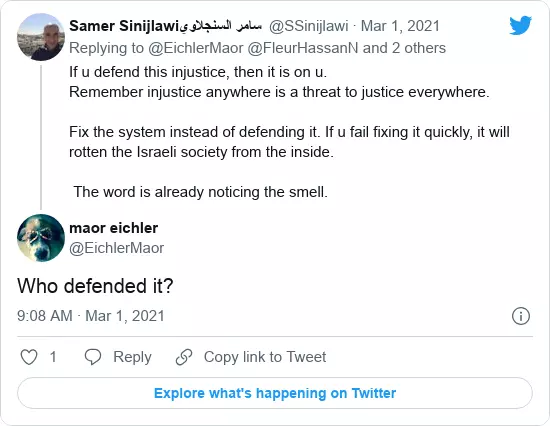 Samer Sinijlawiسامر السنجلاوي @SSinijlawi · Mar 1, 2021
Replying to @EichlerMaor @FleurHassanN and 2 others
If u defend this injustice, then it is on u.
Remember injustice anywhere is a threat to justice everywhere.
Fix the system instead of defending it. If u fail fixing it quickly, it will
rotten the Israeli society from the inside.
The word is already noticing the smell.
maor eichler
@EichlerMaor
Who defended it?
9:08 AM · Mar 1, 2021
1 Reply Copy link to Tweet
Explore what's happening on Twitter